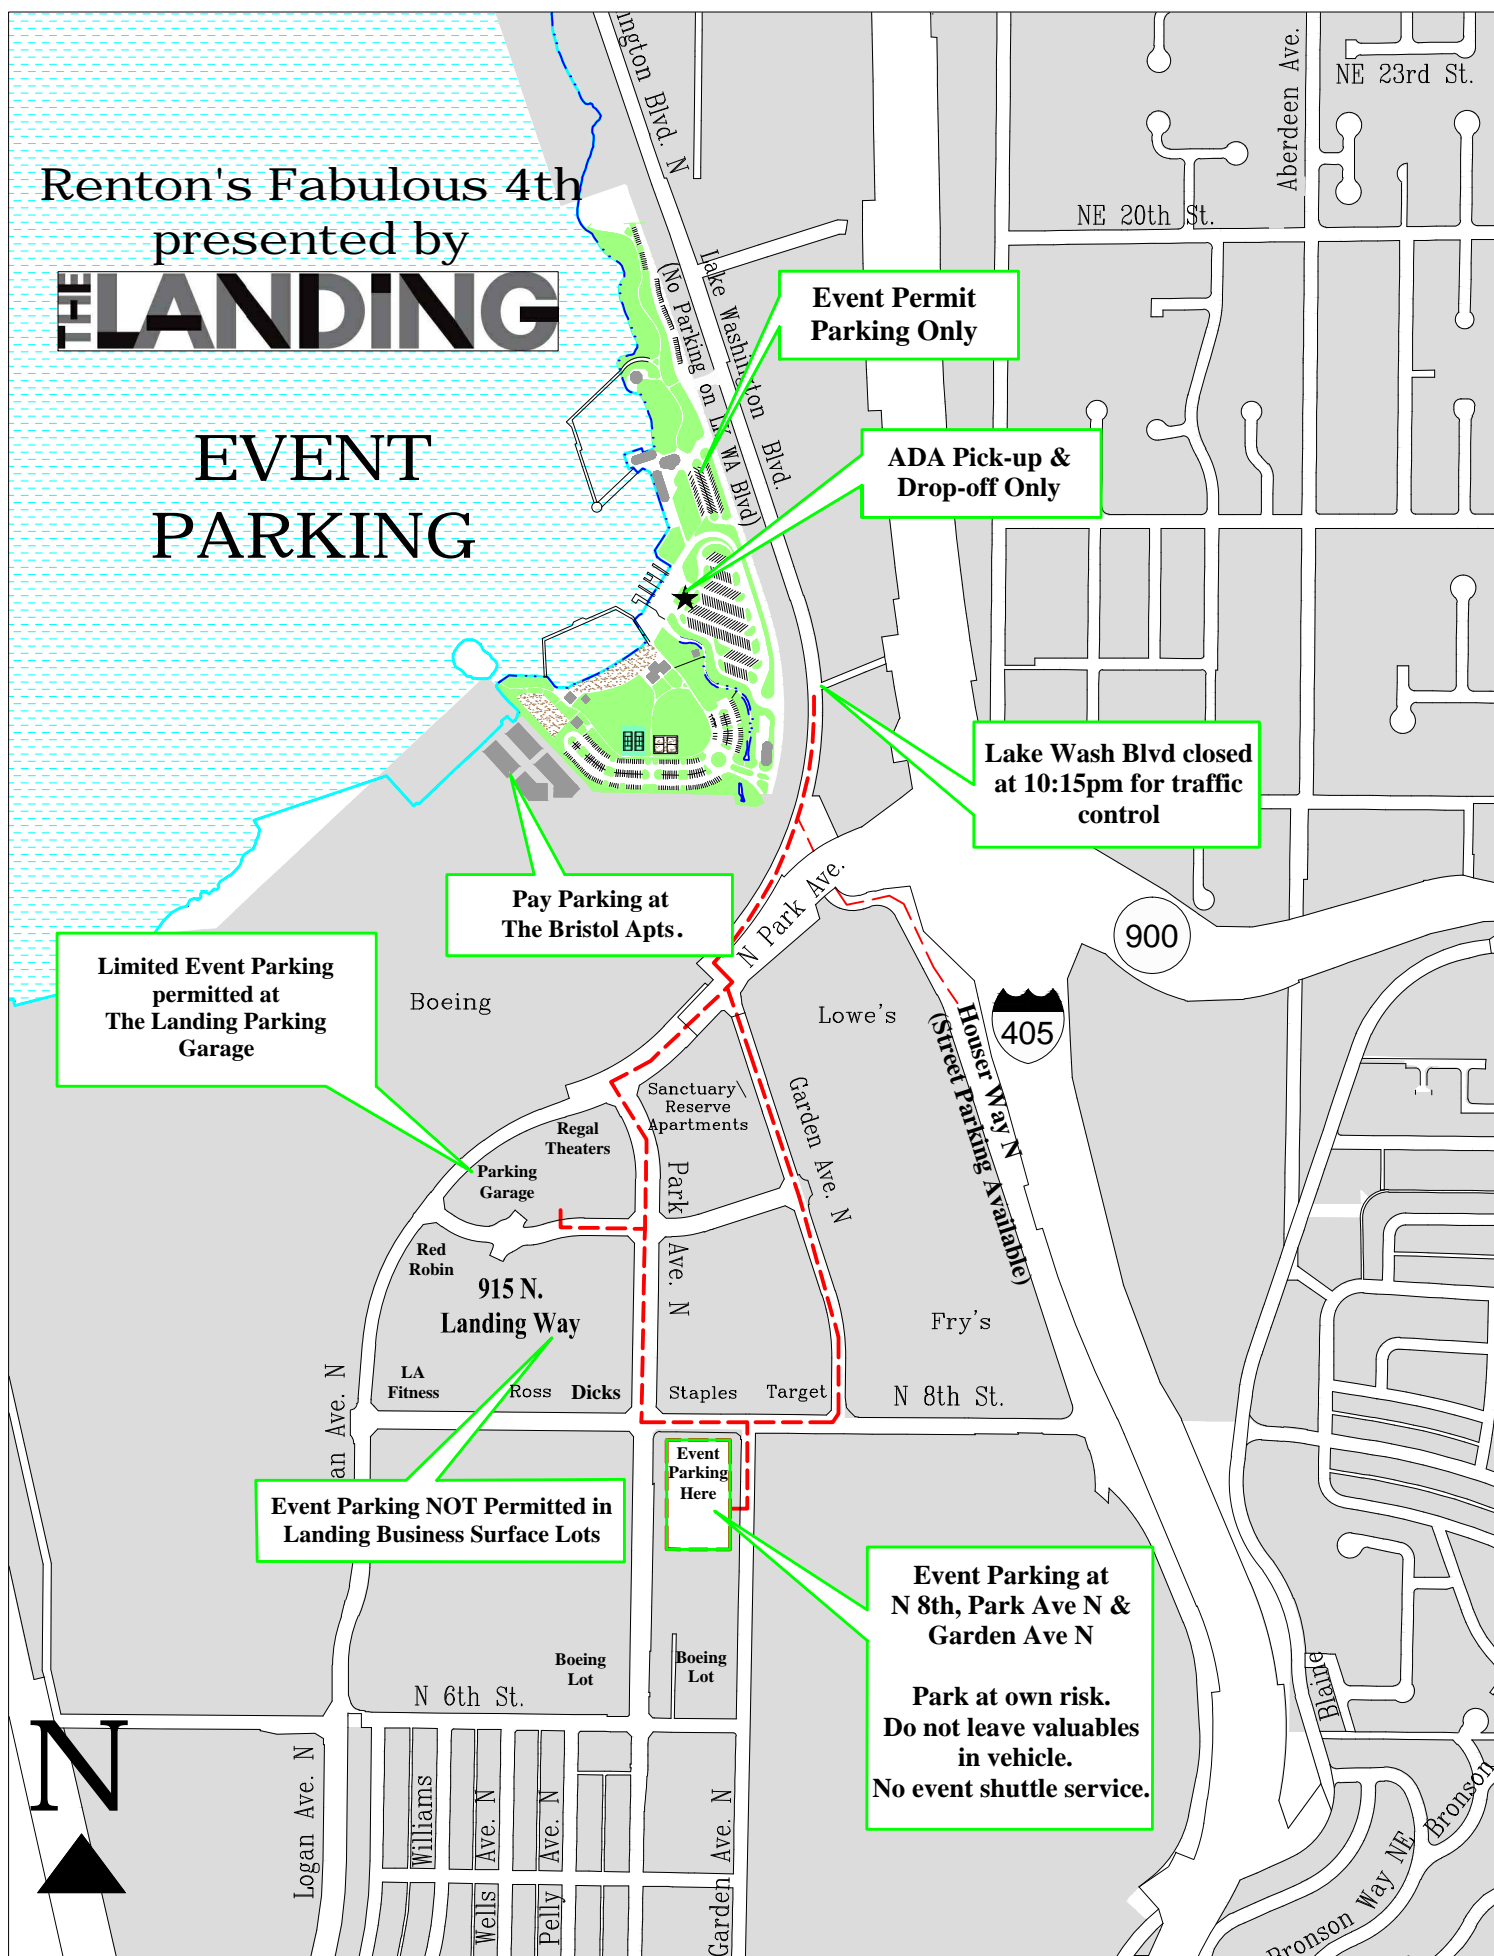 ington Blvd. N
Aberdeen Ave.
NE 23rd St.
Renton's Fabulous 4th
presented by
THE LANDING
NE 20th St.
Lake Washington Blvd.
(No Parking on Lk WA Blvd)
Event Permit
Parking Only
EVENT
PARKING
ADA Pick-up &
Drop-off Only
Lake Wash Blvd closed
at 10:15pm for traffic
control
Pay Parking at
The Bristol Apts.
N Park Ave.
900
Limited Event Parking
permitted at
The Landing Parking
Garage
Boeing
Lowe's
405
Houser Way N
(Street Parking Available)
Sanctuary\
Reserve
Apartments
Garden Ave. N
Regal
Theaters
Parking
Garage
Park Ave. N
Red
Robin
915 N.
Landing Way
Fry's
LA
Fitness
Ross
Dicks
Staples
Target
N 8th St.
an Ave. N
Event
Parking
Here
Event Parking NOT Permitted in
Landing Business Surface Lots
Event Parking at
N 8th, Park Ave N &
Garden Ave N
Park at own risk.
Do not leave valuables
in vehicle.
No event shuttle service.
Boeing
Lot
Boeing
Lot
N 6th St.
Blaine
N
Logan Ave. N
Williams
Wells Ave. N
Pelly Ave. N
Garden Ave. N
Bronson Way NE
Bronson